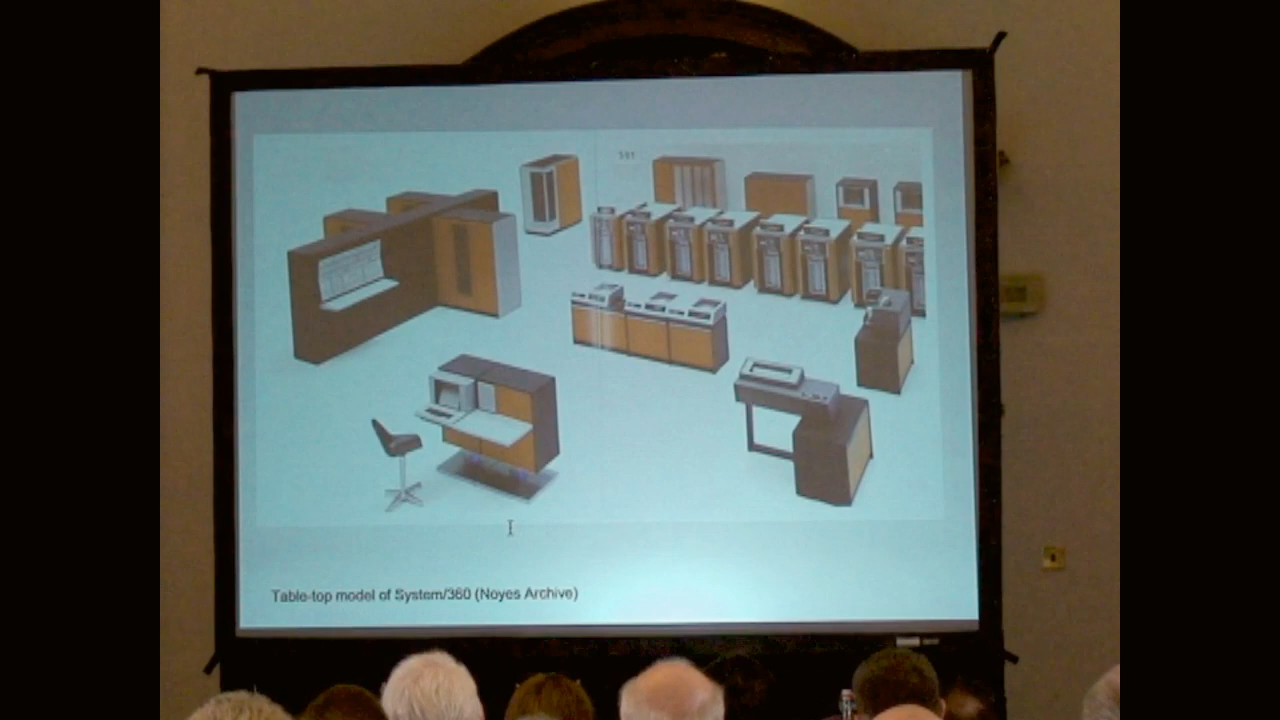 Table-top model of System/360 (Noyes Archive)